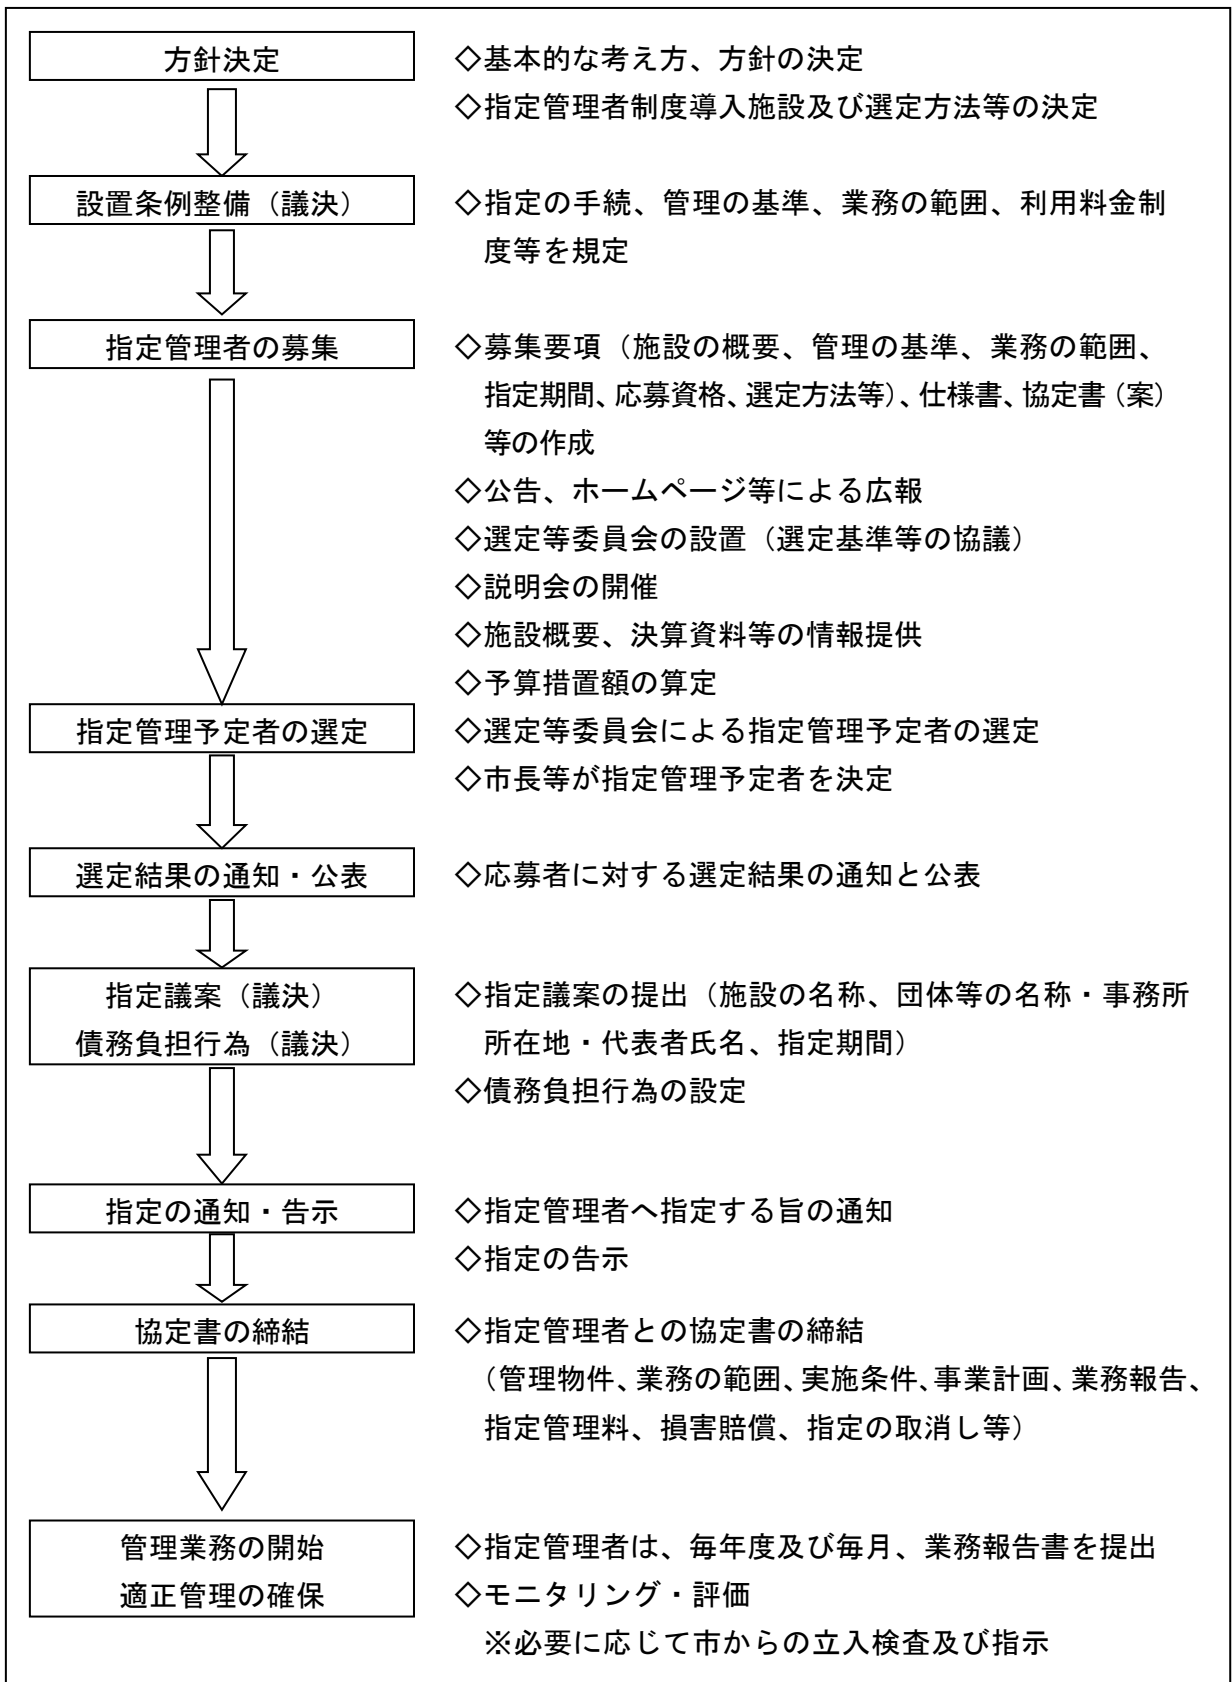 方針決定
◇基本的な考え方、方針の決定
◇指定管理者制度導入施設及び選定方法等の決定
設置条例整備（議決）
◇指定の手続、管理の基準、業務の範囲、利用料金制
度等を規定
指定管理者の募集
◇募集要項（施設の概要、管理の基準、業務の範囲、
指定期間、応募資格、選定方法等）、仕様書、協定書（案）
等の作成
◇公告、ホームページ等による広報
◇選定等委員会の設置（選定基準等の協議）
◇説明会の開催
◇施設概要、決算資料等の情報提供
◇予算措置額の算定
指定管理予定者の選定
◇選定等委員会による指定管理予定者の選定
◇市長等が指定管理予定者を決定
選定結果の通知・公表
◇応募者に対する選定結果の通知と公表
指定議案（議決）
債務負担行為（議決）
◇指定議案の提出（施設の名称、団体等の名称・事務所
所在地・代表者氏名、指定期間）
◇債務負担行為の設定
指定の通知・告示
◇指定管理者へ指定する旨の通知
◇指定の告示
協定書の締結
◇指定管理者との協定書の締結
（管理物件、業務の範囲、実施条件、事業計画、業務報告、
指定管理料、損害賠償、指定の取消し等）
管理業務の開始
適正管理の確保
◇指定管理者は、毎年度及び毎月、業務報告書を提出
◇モニタリング・評価
※必要に応じて市からの立入検査及び指示